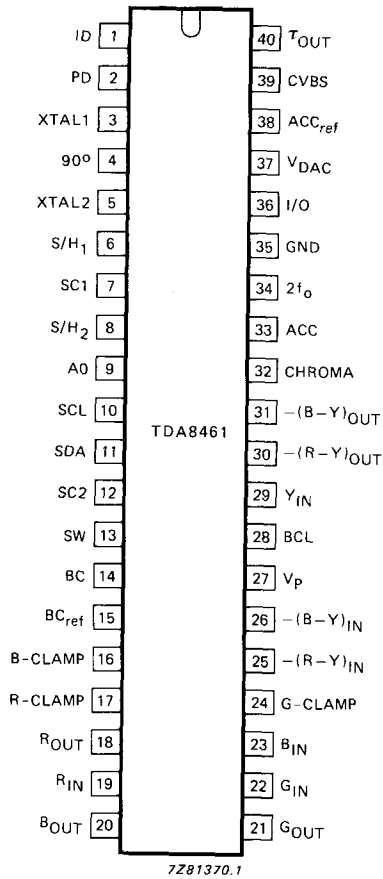 ID 1
PD 2
XTAL1 3
90º 4
XTAL2 5
S/H1 6
SC1 7
S/H2 8
A0 9
SCL 10
SDA 11
SC2 12
SW 13
BC 14
BCref 15
B-CLAMP 16
R-CLAMP 17
ROUT 18
RIN 19
BOUT 20
TDA8461
40 τOUT
39 CVBS
38 ACCref
37 VDAC
36 I/O
35 GND
34 2fo
33 ACC
32 CHROMA
31 −(B−Y)OUT
30 −(R−Y)OUT
29 YIN
28 BCL
27 VP
26 −(B−Y)IN
25 −(R−Y)IN
24 G-CLAMP
23 BIN
22 GIN
21 GOUT
7Z81370.1